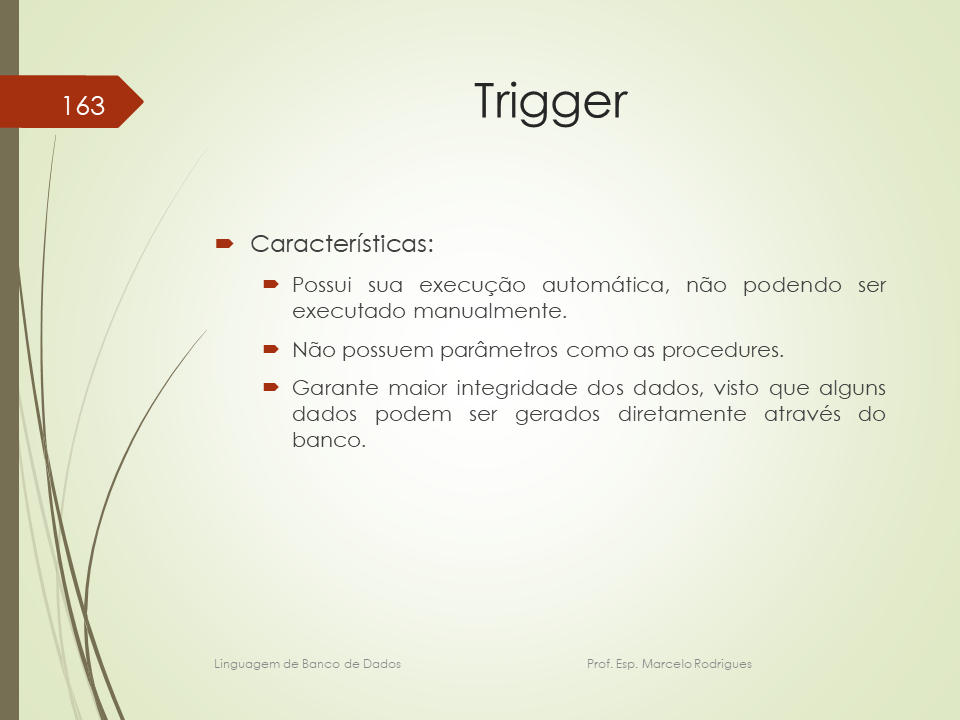 163
Trigger
Características:
Possui sua execução automática, não podendo ser
executado manualmente.
Não possuem parâmetros como as procedures.
Garante maior integridade dos dados, visto que alguns
dados podem ser gerados diretamente através do
banco.
Linguagem de Banco de Dados
Prof. Esp. Marcelo Rodrigues